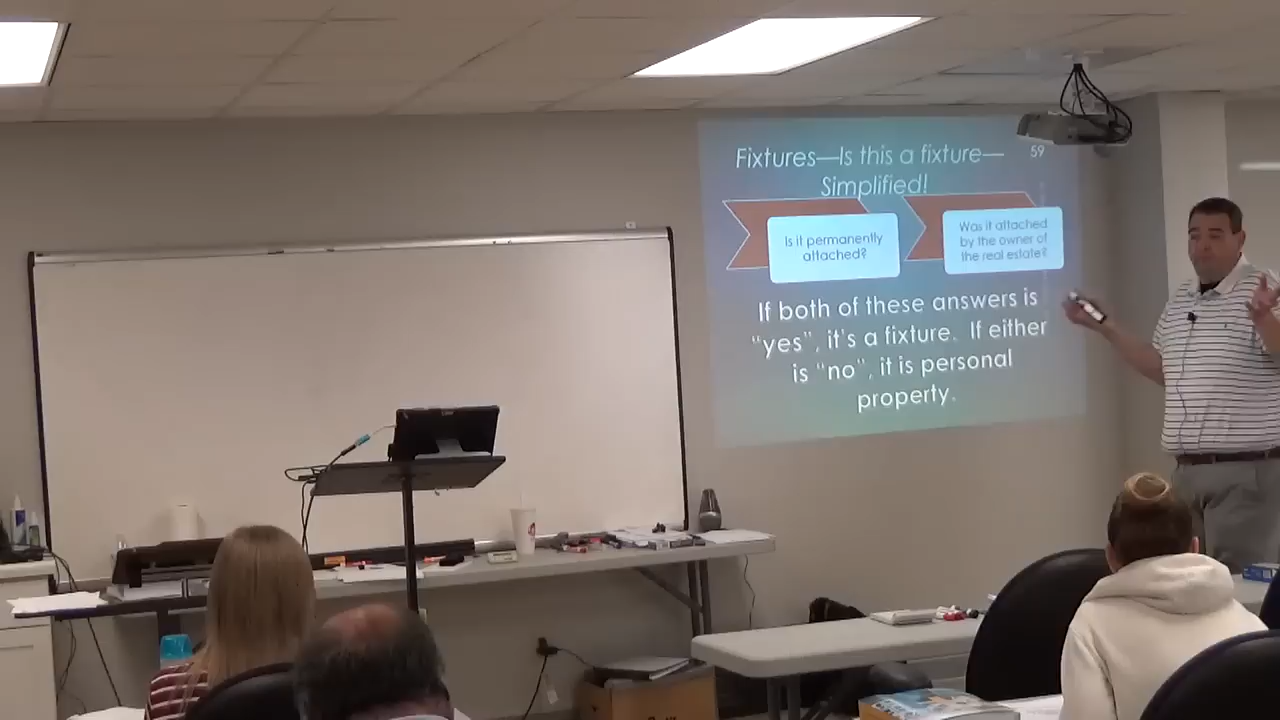 Fixtures—Is this a fixture—
59
Simplified!
Is it permanently
attached?
Was it attached
by the owner of
the real estate?
If both of these answers is
"yes", it's a fixture. If either
is "no", it is personal
property.